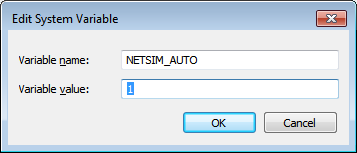 Edit System Variable
Variable name: NETSIM_AUTO
Variable value: 1
OK Cancel